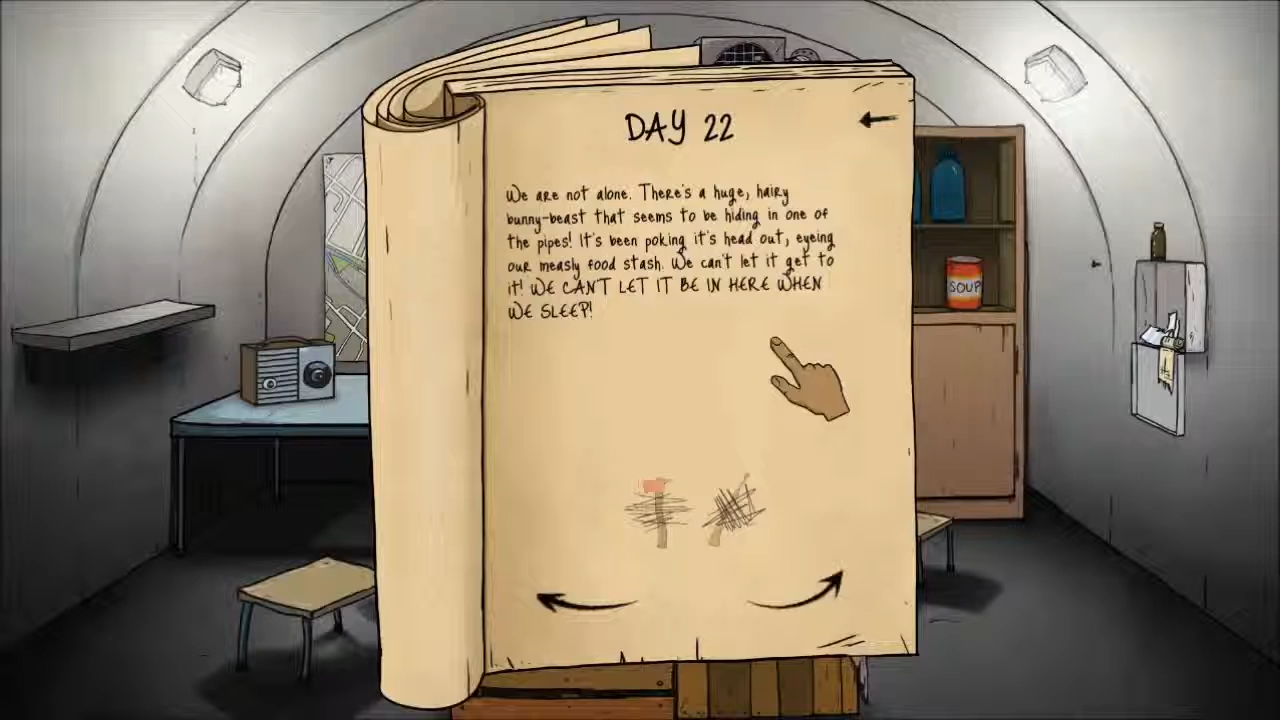 DAY 22
We are not alone. There's a huge, hairy
bunny-beast that seems to be hiding in one of
the pipes! It's been poking it's head out, eyeing
our measly food stash. We can't let it get to
it! WE CAN'T LET IT BE IN HERE WHEN
WE SLEEP!
SOUP